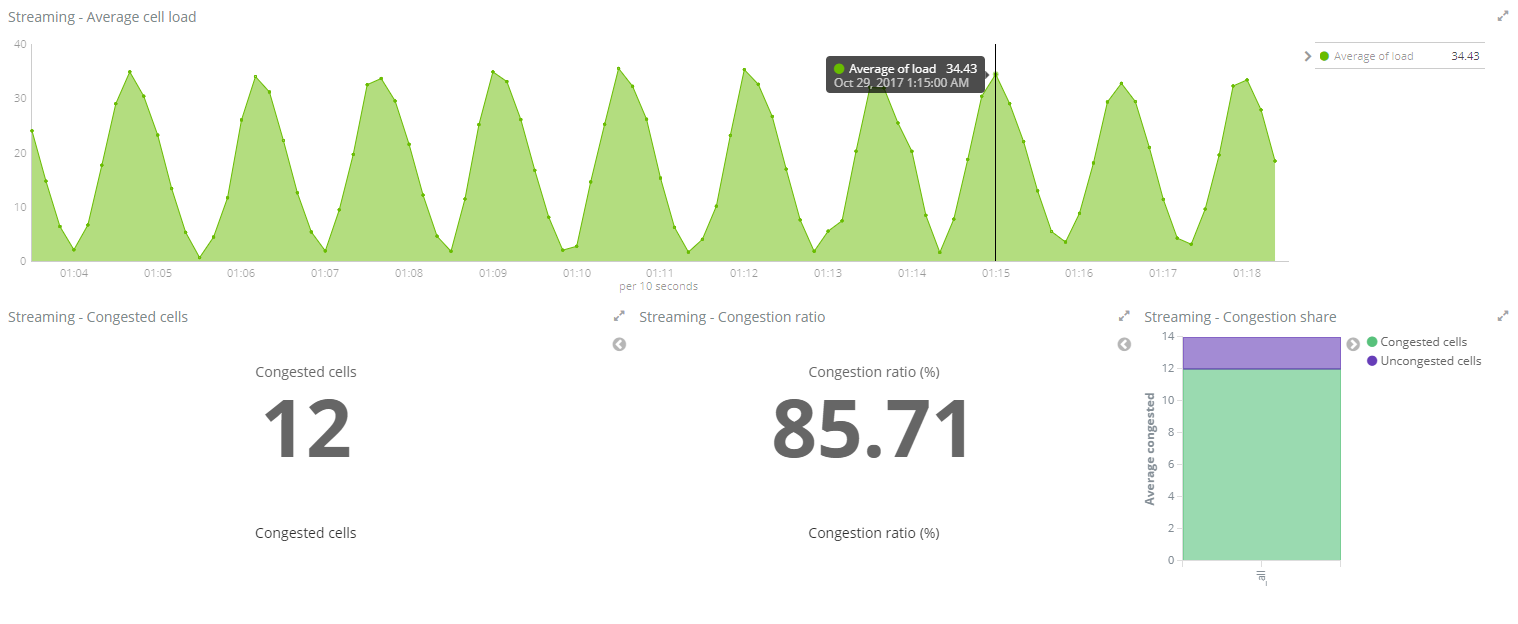 Streaming - Average cell load
40
30
20
10
0
Average of load 34.43
Oct 29, 2017 1:15:00 AM
Average of load 34.43
01:04 01:05 01:06 01:07 01:08 01:09 01:10 01:11 01:12 01:13 01:14 01:15 01:16 01:17 01:18
per 10 seconds
Streaming - Congested cells
Congested cells
12
Congested cells
Streaming - Congestion ratio
Congestion ratio (%)
85.71
Congestion ratio (%)
Streaming - Congestion share
Average congested
14
12
10
8
6
4
2
0
_all
Congested cells
Uncongested cells